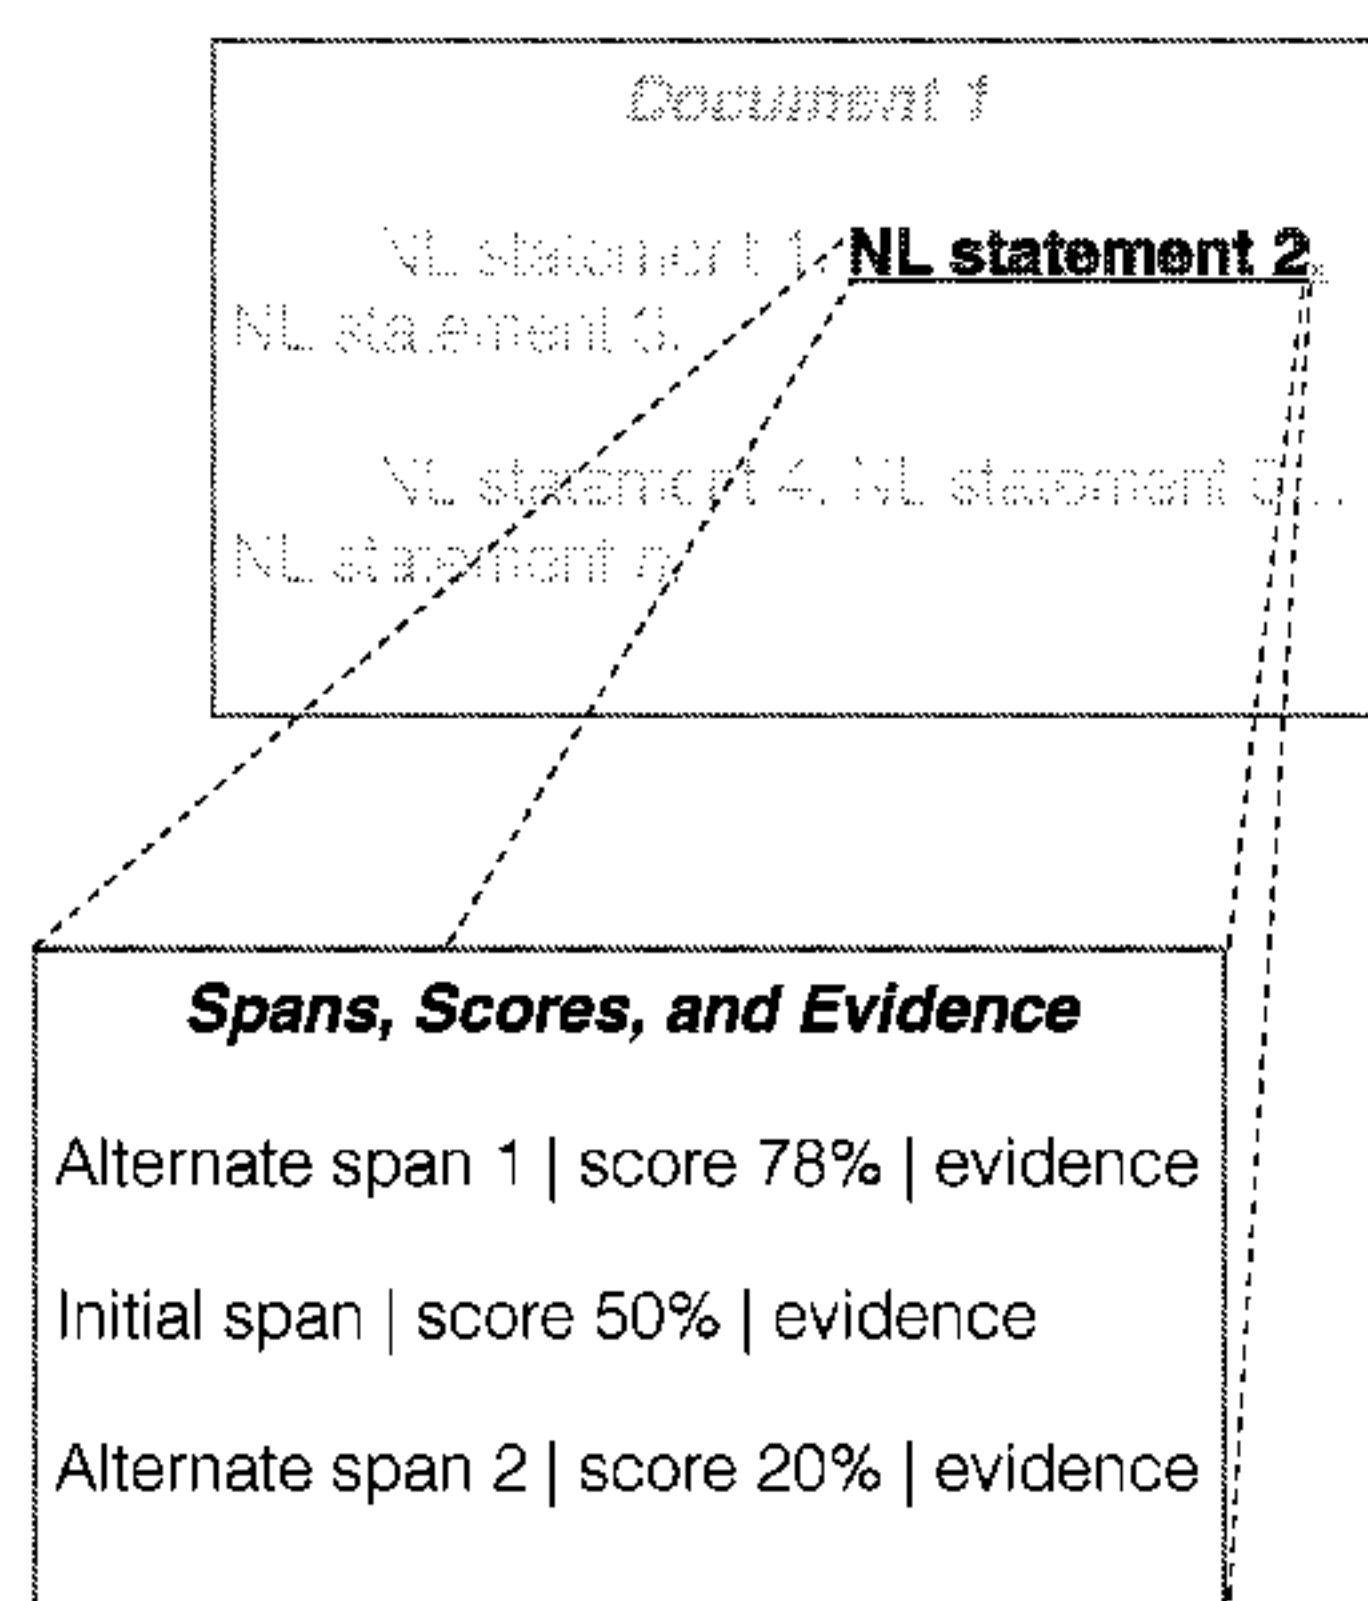 Document 1
NL statement 1. NL statement 2.
NL statement 3.
NL statement 4. NL statement
NL statement n.
Spans, Scores, and Evidence
Alternate span 1 | score 78% | evidence
Initial span | score 50% | evidence
Alternate span 2 | score 20% | evidence